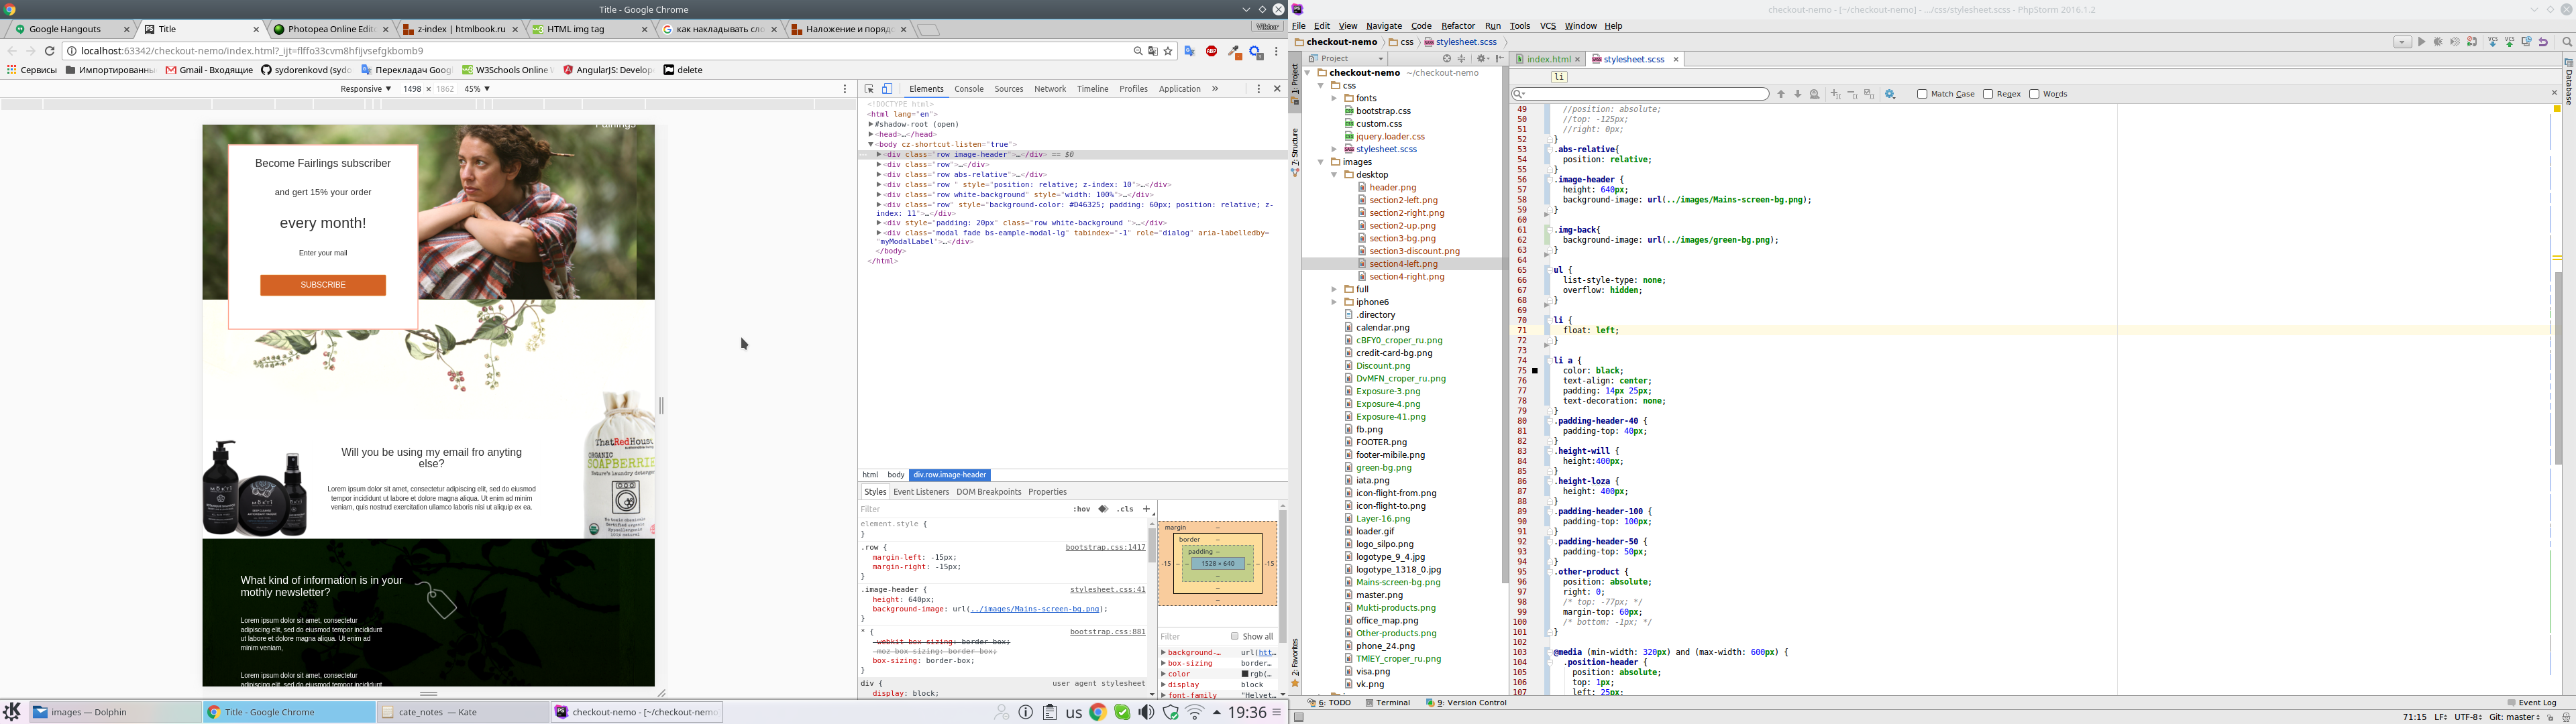 Title - Google Chrome
Google Hangouts
Title
Photopea Online Edit
z-index | htmlbook.ru
HTML img tag
как накладывать сло
Наложение и порядо
Viktor
localhost:63342/checkout-nemo/index.html?_ijt=flffo33cvm8hfijvsefgkbomb9
Сервисы
Импортированны
Gmail - Входящие
sydorenkovd (sydo
Перекладач Goog
W3Schools Online
AngularJS: Develop
delete
Responsive ▼ 1498 × 1862 45% ▼
Fairlings
Become Fairlings subscriber
and gert 15% your order
every month!
Enter your mail
SUBSCRIBE
Will you be using my email fro anyting
else?
Lorem ipsum dolor sit amet, consectetur adipiscing elit, sed do eiusmod
tempor incididunt ut labore et dolore magna aliqua. Ut enim ad minim
veniam, quis nostrud exercitation ullamco laboris nisi ut aliquip ex ea.
ThatRedHouse
ORGANIC
SOAPBERRIES
What kind of information is in your
mothly newsletter?
Lorem ipsum dolor sit amet, consectetur
adipiscing elit, sed do eiusmod tempor incididunt
ut labore et dolore magna aliqua. Ut enim ad
minim veniam,
Lorem ipsum dolor sit amet, consectetur
adipiscing elit, sed do eiusmod tempor incididunt
Elements Console Sources Network Timeline Profiles Application »
<!DOCTYPE html>
<html lang="en">
▶#shadow-root (open)
▶<head>…</head>
▼<body cz-shortcut-listen="true">
▶<div class="row image-header">…</div> == $0
▶<div class="row">…</div>
▶<div class="row abs-relative">…</div>
▶<div class="row " style="position: relative; z-index: 10">…</div>
▶<div class="row white-background" style="width: 100%">…</div>
▶<div class="row" style="background-color: #D46325; padding: 60px; position: relative; z-
index: 11">…</div>
▶<div style="padding: 20px" class="row white-background ">…</div>
▶<div class="modal fade bs-eample-modal-lg" tabindex="-1" role="dialog" aria-labelledby=
"myModalLabel">…</div>
</body>
</html>
html body div.row.image-header
Styles Event Listeners DOM Breakpoints Properties
Filter :hov .cls +
element.style {
}
.row { bootstrap.css:1417
margin-left: -15px;
margin-right: -15px;
}
.image-header { stylesheet.css:41
height: 640px;
background-image: url(../images/Mains-screen-bg.png);
}
* { bootstrap.css:881
-webkit-box-sizing: border-box;
-moz-box-sizing: border-box;
box-sizing: border-box;
}
div { user agent stylesheet
display: block;
margin –
border –
padding –
-15 – – 1528 × 640 – – -15
Filter Show all
background-… url(htt…
box-sizing border…
color rgb(…
display block
font-family "Helvet…
images — Dolphin
Title - Google Chrome
cate_notes — Kate
checkout-nemo - [~/checkout-nemo
us
19:36
checkout-nemo - [~/checkout-nemo] - .../css/stylesheet.scss - PhpStorm 2016.1.2
File Edit View Navigate Code Refactor Run Tools VCS Window Help
checkout-nemo css stylesheet.scss
Project
1: Project
7: Structure
2: Favorites
checkout-nemo ~/checkout-nemo
css
fonts
bootstrap.css
custom.css
jquery.loader.css
stylesheet.scss
images
desktop
header.png
section2-left.png
section2-right.png
section2-up.png
section3-bg.png
section3-discount.png
section4-left.png
section4-right.png
full
iphone6
.directory
calendar.png
cBFY0_croper_ru.png
credit-card-bg.png
Discount.png
DvMFN_croper_ru.png
Exposure-3.png
Exposure-4.png
Exposure-41.png
fb.png
FOOTER.png
footer-mibile.png
green-bg.png
iata.png
icon-flight-from.png
icon-flight-to.png
Layer-16.png
loader.gif
logo_silpo.png
logotype_9_4.jpg
logotype_1318_0.jpg
Mains-screen-bg.png
master.png
Mukti-products.png
office_map.png
Other-products.png
phone_24.png
TMIEY_croper_ru.png
visa.png
vk.png
index.html stylesheet.scss
li
Match Case Regex Words
49 //position: absolute;
50 //top: -125px;
51 //right: 0px;
52 }
53 .abs-relative{
54 position: relative;
55 }
56 .image-header {
57 height: 640px;
58 background-image: url(../images/Mains-screen-bg.png);
59 }
60
61 .img-back{
62 background-image: url(../images/green-bg.png);
63 }
64
65 ul {
66 list-style-type: none;
67 overflow: hidden;
68 }
69
70 li {
71 float: left;
72 }
73
74 li a {
75 color: black;
76 text-align: center;
77 padding: 14px 25px;
78 text-decoration: none;
79 }
80 .padding-header-40 {
81 padding-top: 40px;
82 }
83 .height-will {
84 height:400px;
85 }
86 .height-loza {
87 height: 400px;
88 }
89 .padding-header-100 {
90 padding-top: 100px;
91 }
92 .padding-header-50 {
93 padding-top: 50px;
94 }
95 .other-product {
96 position: absolute;
97 right: 0;
98 /* top: -77px; */
99 margin-top: 60px;
100 /* bottom: -1px; */
101 }
102
103 @media (min-width: 320px) and (max-width: 600px) {
104 .position-header {
105 position: absolute;
106 top: 1px;
107 left: 25px;
Database
6: TODO Terminal 9: Version Control Event Log
71:15 LF÷ UTF-8÷ Git: master÷